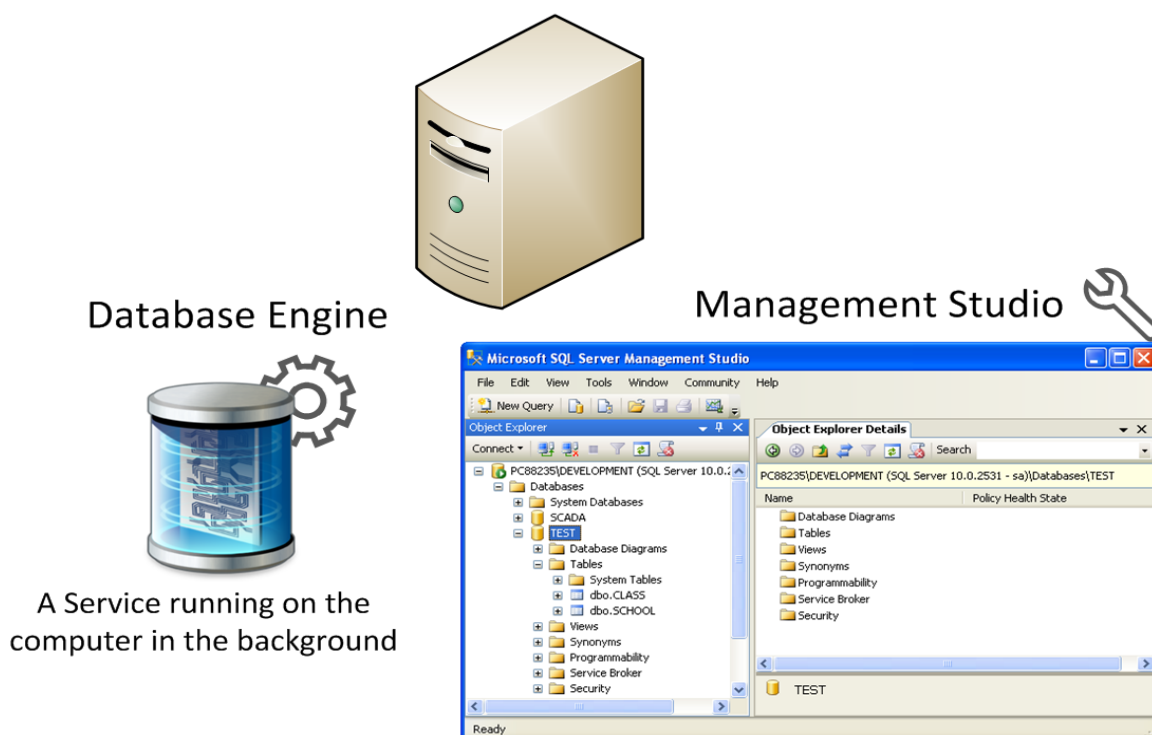 Database Engine
A Service running on the
computer in the background
Management Studio
Microsoft SQL Server Management Studio
File Edit View Tools Window Community Help
New Query
Object Explorer
Connect
PC88235\DEVELOPMENT (SQL Server 10.0.2
Databases
System Databases
SCADA
TEST
Database Diagrams
Tables
System Tables
dbo.CLASS
dbo.SCHOOL
Views
Synonyms
Programmability
Service Broker
Security
Object Explorer Details
Search
PC88235\DEVELOPMENT (SQL Server 10.0.2531 - sa)\Databases\TEST
Name Policy Health State
Database Diagrams
Tables
Views
Synonyms
Programmability
Service Broker
Security
TEST
Ready